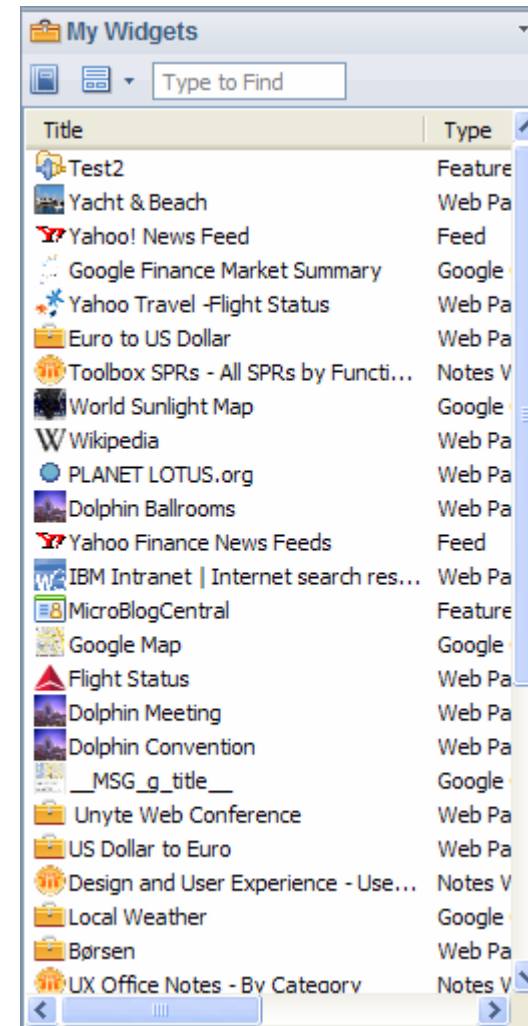 My Widgets
Type to Find
Title Type
Test2 Feature
Yacht & Beach Web Pa
Yahoo! News Feed Feed
Google Finance Market Summary Google
Yahoo Travel -Flight Status Web Pa
Euro to US Dollar Web Pa
Toolbox SPRs - All SPRs by Functi... Notes V
World Sunlight Map Google
W Wikipedia Web Pa
PLANET LOTUS.org Web Pa
Dolphin Ballrooms Web Pa
Y! Yahoo Finance News Feeds Feed
IBM Intranet | Internet search res... Web Pa
MicroBlogCentral Feature
Google Map Google
Flight Status Web Pa
Dolphin Meeting Web Pa
Dolphin Convention Web Pa
__MSG_g_title__ Google
Unyte Web Conference Web Pa
US Dollar to Euro Web Pa
Design and User Experience - Use... Notes V
Local Weather Google
Børsen Web Pa
UX Office Notes - By Category Notes V